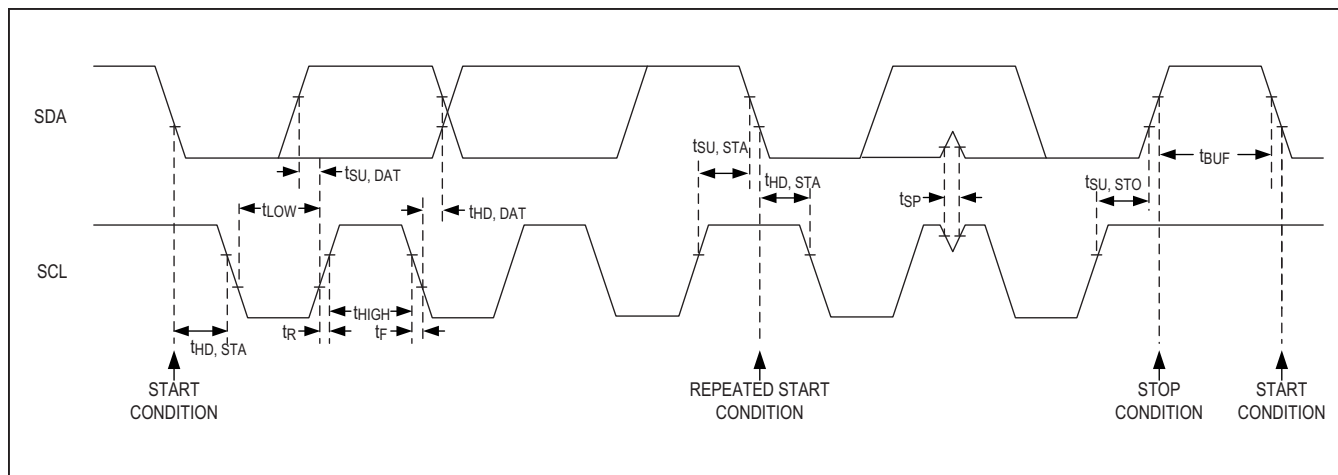 SDA
tSU, STA
tBUF
tSU, DAT
tHD, STA
tSU, STO
tLOW
tHD, DAT
tSP
SCL
tHIGH
tR
tF
tHD, STA
START
CONDITION
REPEATED START
CONDITION
STOP
CONDITION
START
CONDITION